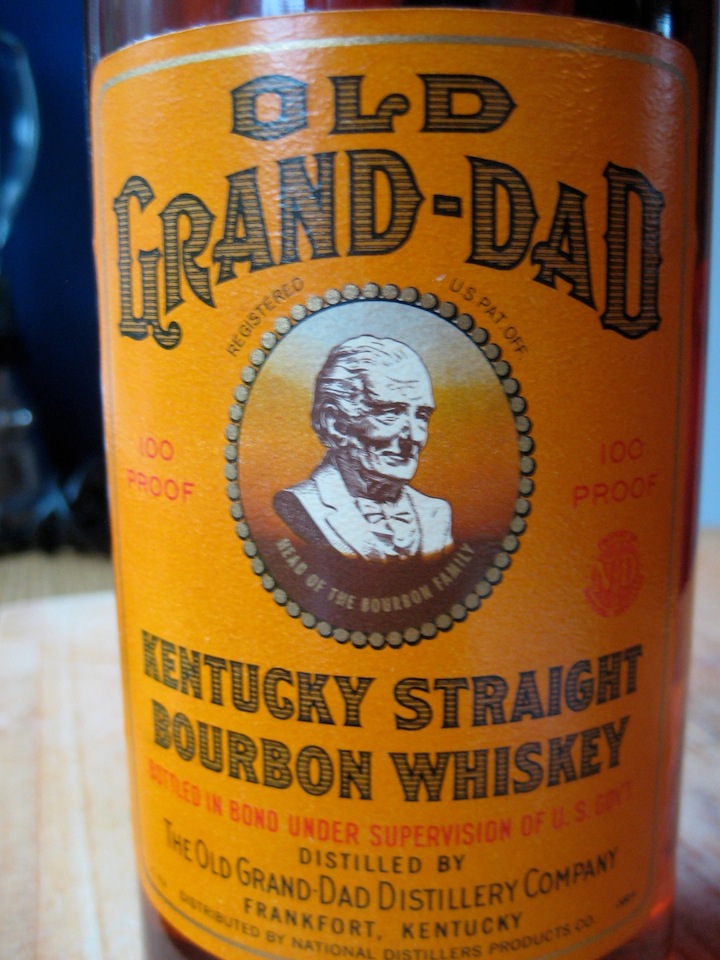 OLD
GRAND-DAD
REGISTERED
U.S. PAT. OFF.
100
PROOF
100
PROOF
HEAD OF THE BOURBON FAMILY
KENTUCKY STRAIGHT
BOURBON WHISKEY
BOTTLED IN BOND UNDER SUPERVISION OF U. S. GOV'T
DISTILLED BY
THE OLD GRAND-DAD DISTILLERY COMPANY
FRANKFORT, KENTUCKY
DISTRIBUTED BY NATIONAL DISTILLERS PRODUCTS CO.